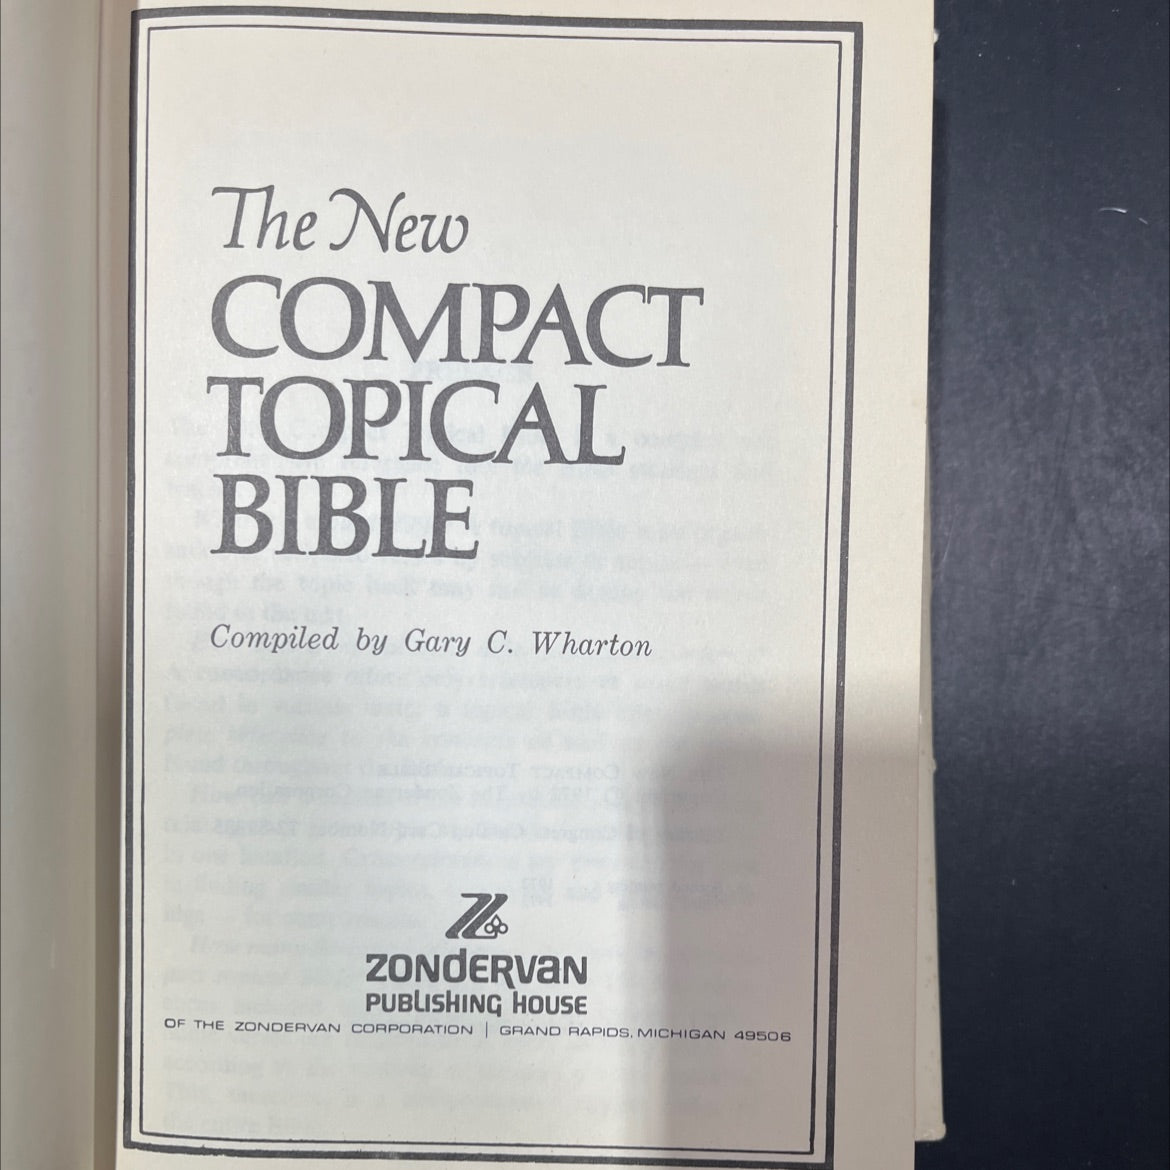 The New
COMPACT
TOPICAL
BIBLE
Compiled by Gary C. Wharton
ZONDERVAN
PUBLISHING HOUSE
OF THE ZONDERVAN CORPORATION | GRAND RAPIDS, MICHIGAN 49506